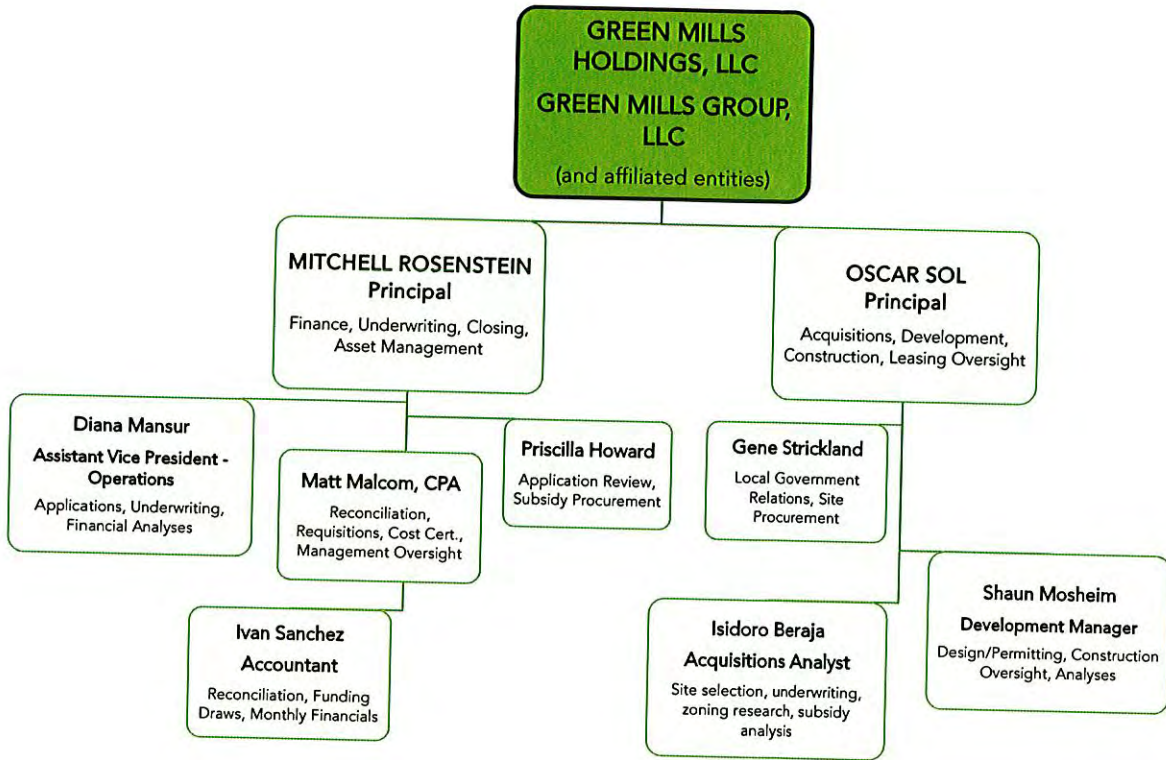 GREEN MILLS
HOLDINGS, LLC
GREEN MILLS GROUP,
LLC
(and affiliated entities)
MITCHELL ROSENSTEIN
Principal
Finance, Underwriting, Closing,
Asset Management
OSCAR SOL
Principal
Acquisitions, Development,
Construction, Leasing Oversight
Diana Mansur
Assistant Vice President -
Operations
Applications, Underwriting,
Financial Analyses
Matt Malcom, CPA
Reconciliation,
Requisitions, Cost Cert.,
Management Oversight
Priscilla Howard
Application Review,
Subsidy Procurement
Gene Strickland
Local Government
Relations, Site
Procurement
Ivan Sanchez
Accountant
Reconciliation, Funding
Draws, Monthly Financials
Isidoro Beraja
Acquisitions Analyst
Site selection, underwriting,
zoning research, subsidy
analysis
Shaun Mosheim
Development Manager
Design/Permitting, Construction
Oversight, Analyses